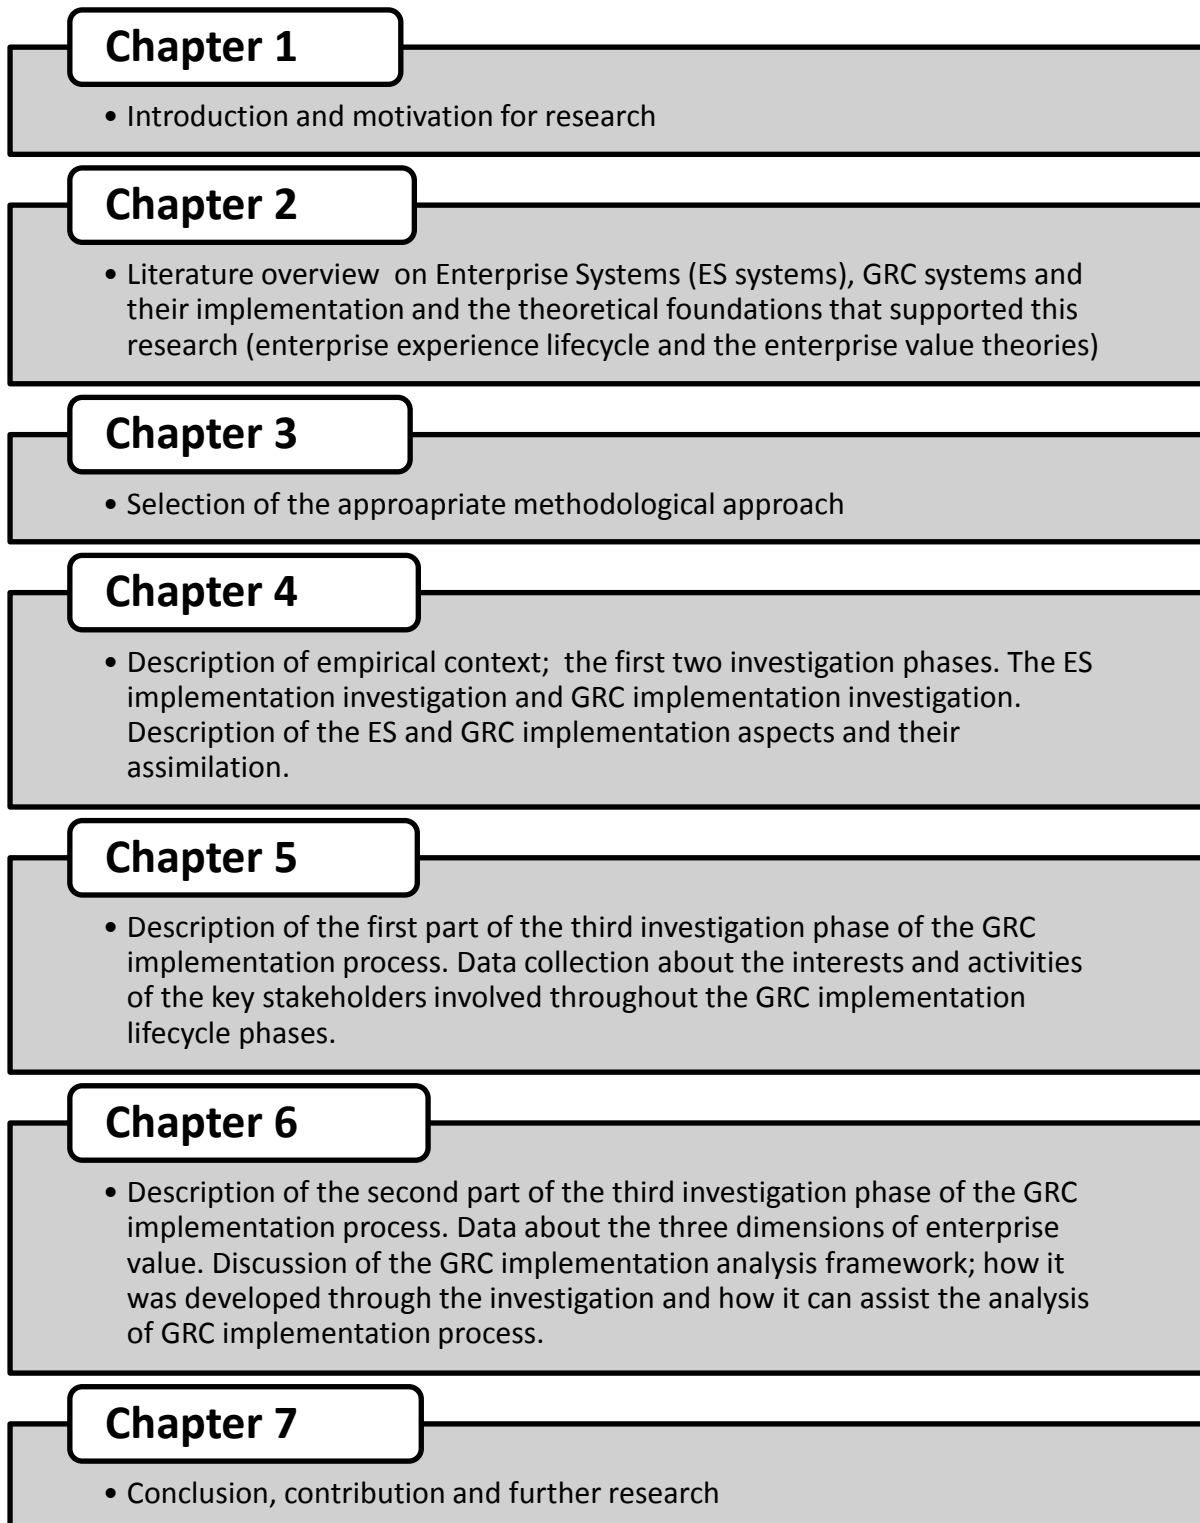 Chapter 1
• Introduction and motivation for research
Chapter 2
• Literature overview  on Enterprise Systems (ES systems), GRC systems and
their implementation and the theoretical foundations that supported this
research (enterprise experience lifecycle and the enterprise value theories)
Chapter 3
• Selection of the approapriate methodological approach
Chapter 4
• Description of empirical context;  the first two investigation phases. The ES
implementation investigation and GRC implementation investigation.
Description of the ES and GRC implementation aspects and their
assimilation.
Chapter 5
• Description of the first part of the third investigation phase of the GRC
implementation process. Data collection about the interests and activities
of the key stakeholders involved throughout the GRC implementation
lifecycle phases.
Chapter 6
• Description of the second part of the third investigation phase of the GRC
implementation process. Data about the three dimensions of enterprise
value. Discussion of the GRC implementation analysis framework; how it
was developed through the investigation and how it can assist the analysis
of GRC implementation process.
Chapter 7
• Conclusion, contribution and further research